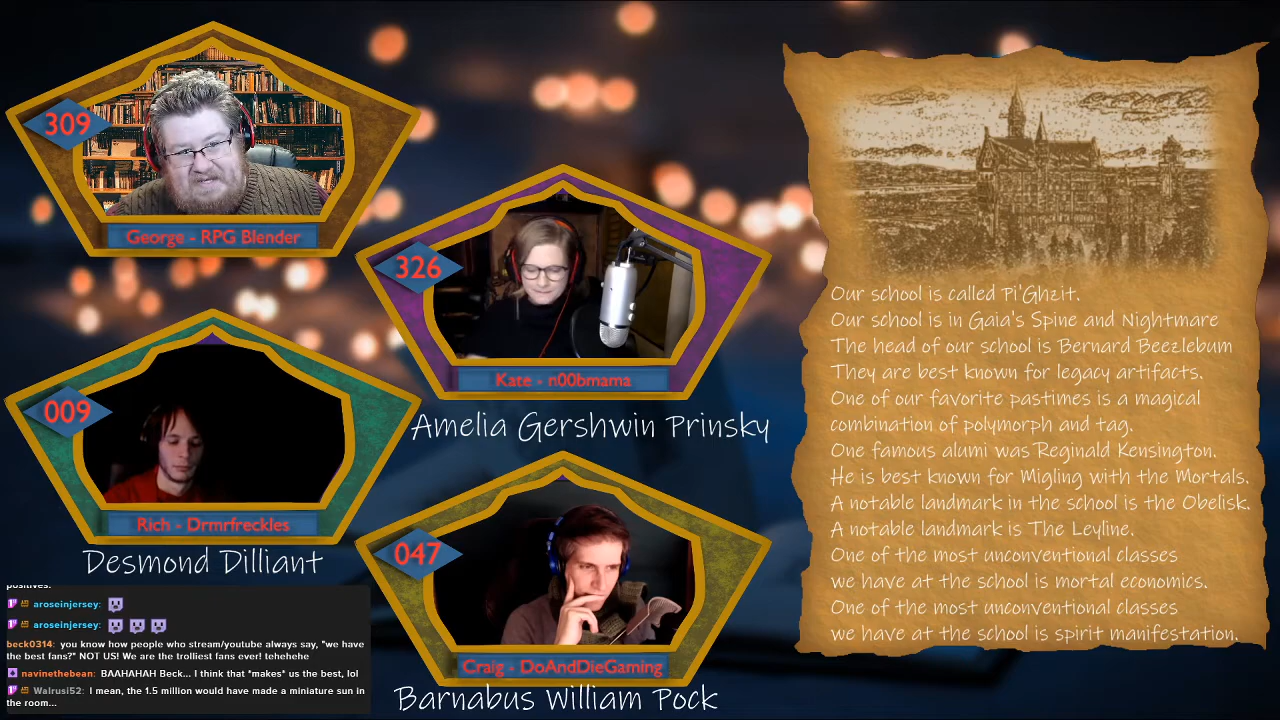 309
George - RPG Blender
326
Kate - n00bmama
Amelia Gershwin Prinsky
009
Rich - Drmrfreckles
Desmond Dilliant
047
Craig - DoAndDieGaming
Barnabus William Pock
positives.
aroseinjersey:
aroseinjersey:
beck0314: you know how people who stream/youtube always say, "we have
the best fans?" NOT US! We are the trolliest fans ever! tehehehe
navinethebean: BAAHAHAH Beck... I think that *makes* us the best, lol
Walrusi52: I mean, the 1.5 million would have made a miniature sun in
the room...
Our school is called Pi'Ghzit.
Our school is in Gaia's Spine and Nightmare
The head of our school is Bernard Beezlebum
They are best known for legacy artifacts.
One of our favorite pastimes is a magical
combination of polymorph and tag.
One famous alumi was Reginald Kensington.
He is best known for Migling with the Mortals.
A notable landmark in the school is the Obelisk.
A notable landmark is The Leyline.
One of the most unconventional classes
we have at the school is mortal economics.
One of the most unconventional classes
we have at the school is spirit manifestation.